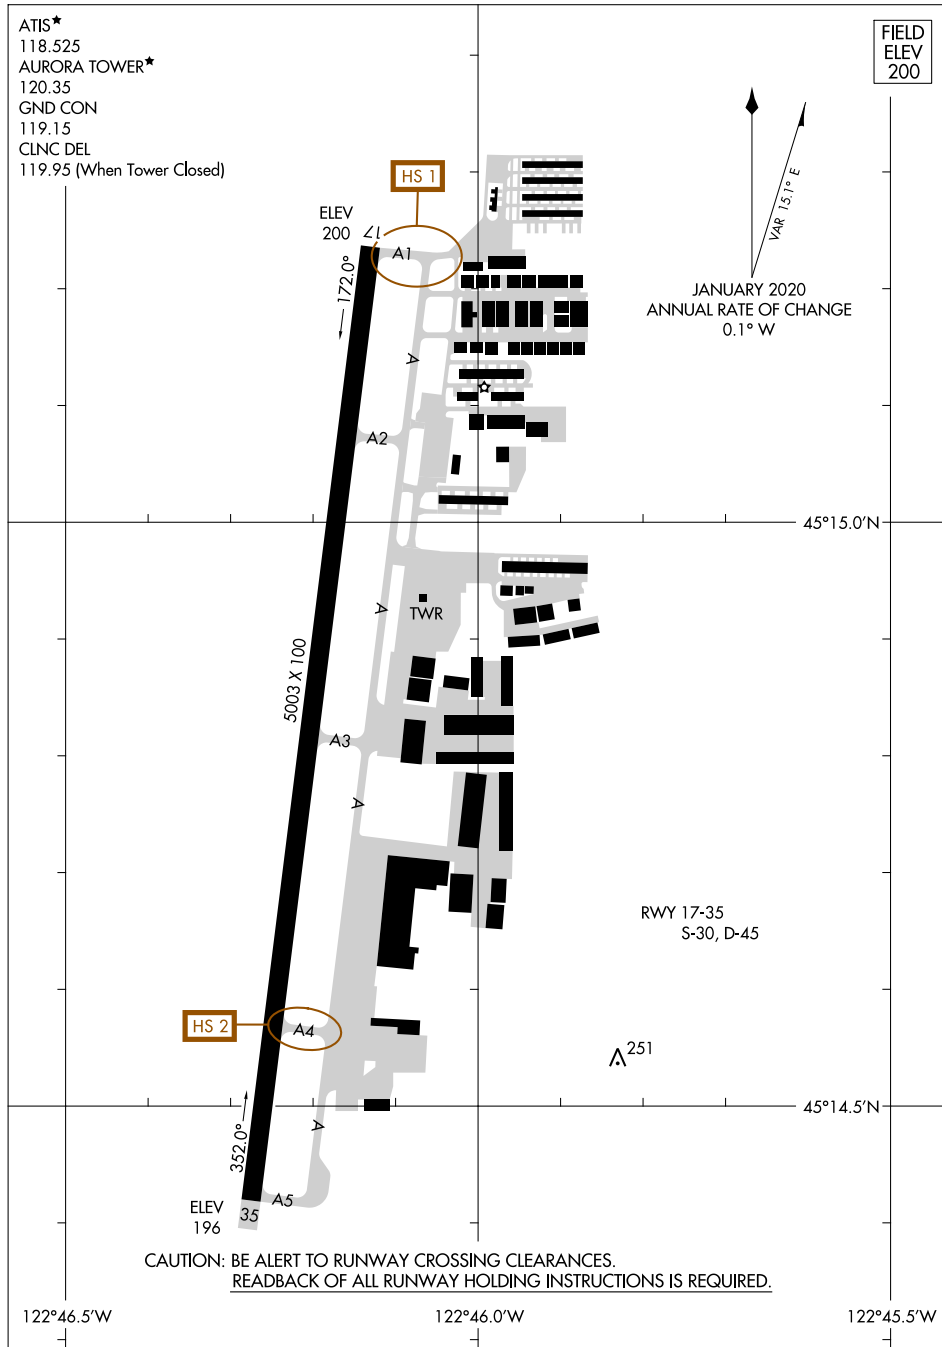 ATIS★
118.525
AURORA TOWER★
120.35
GND CON
119.15
CLNC DEL
119.95 (When Tower Closed)
FIELD
ELEV
200
HS 1
VAR 15.1° E
JANUARY 2020
ANNUAL RATE OF CHANGE
0.1° W
ELEV
200
17
A1
172.0°
A
A2
45°15.0'N
A
TWR
5003 X 100
A3
A
RWY 17-35
S-30, D-45
HS 2
A4
251
45°14.5'N
A
352.0°
A5
ELEV
196
35
CAUTION: BE ALERT TO RUNWAY CROSSING CLEARANCES.
READBACK OF ALL RUNWAY HOLDING INSTRUCTIONS IS REQUIRED.
122°46.5'W
122°46.0'W
122°45.5'W